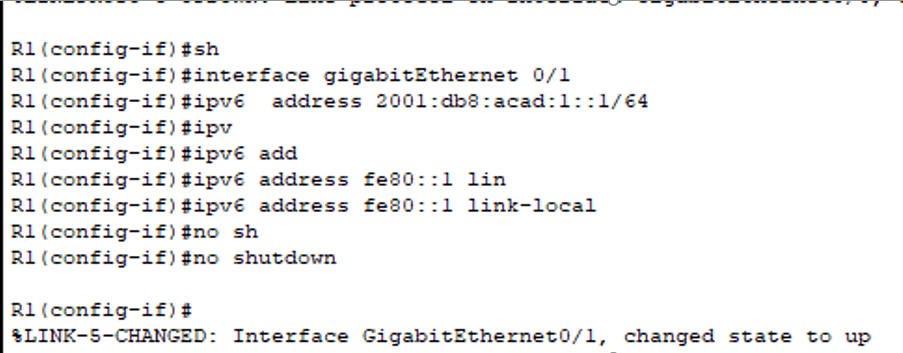 R1(config-if)#sh
R1(config-if)#interface gigabitEthernet 0/1
R1(config-if)#ipv6  address 2001:db8:acad:1::1/64
R1(config-if)#ipv
R1(config-if)#ipv6 add
R1(config-if)#ipv6 address fe80::1 lin
R1(config-if)#ipv6 address fe80::1 link-local
R1(config-if)#no sh
R1(config-if)#no shutdown
R1(config-if)#
%LINK-5-CHANGED: Interface GigabitEthernet0/1, changed state to up